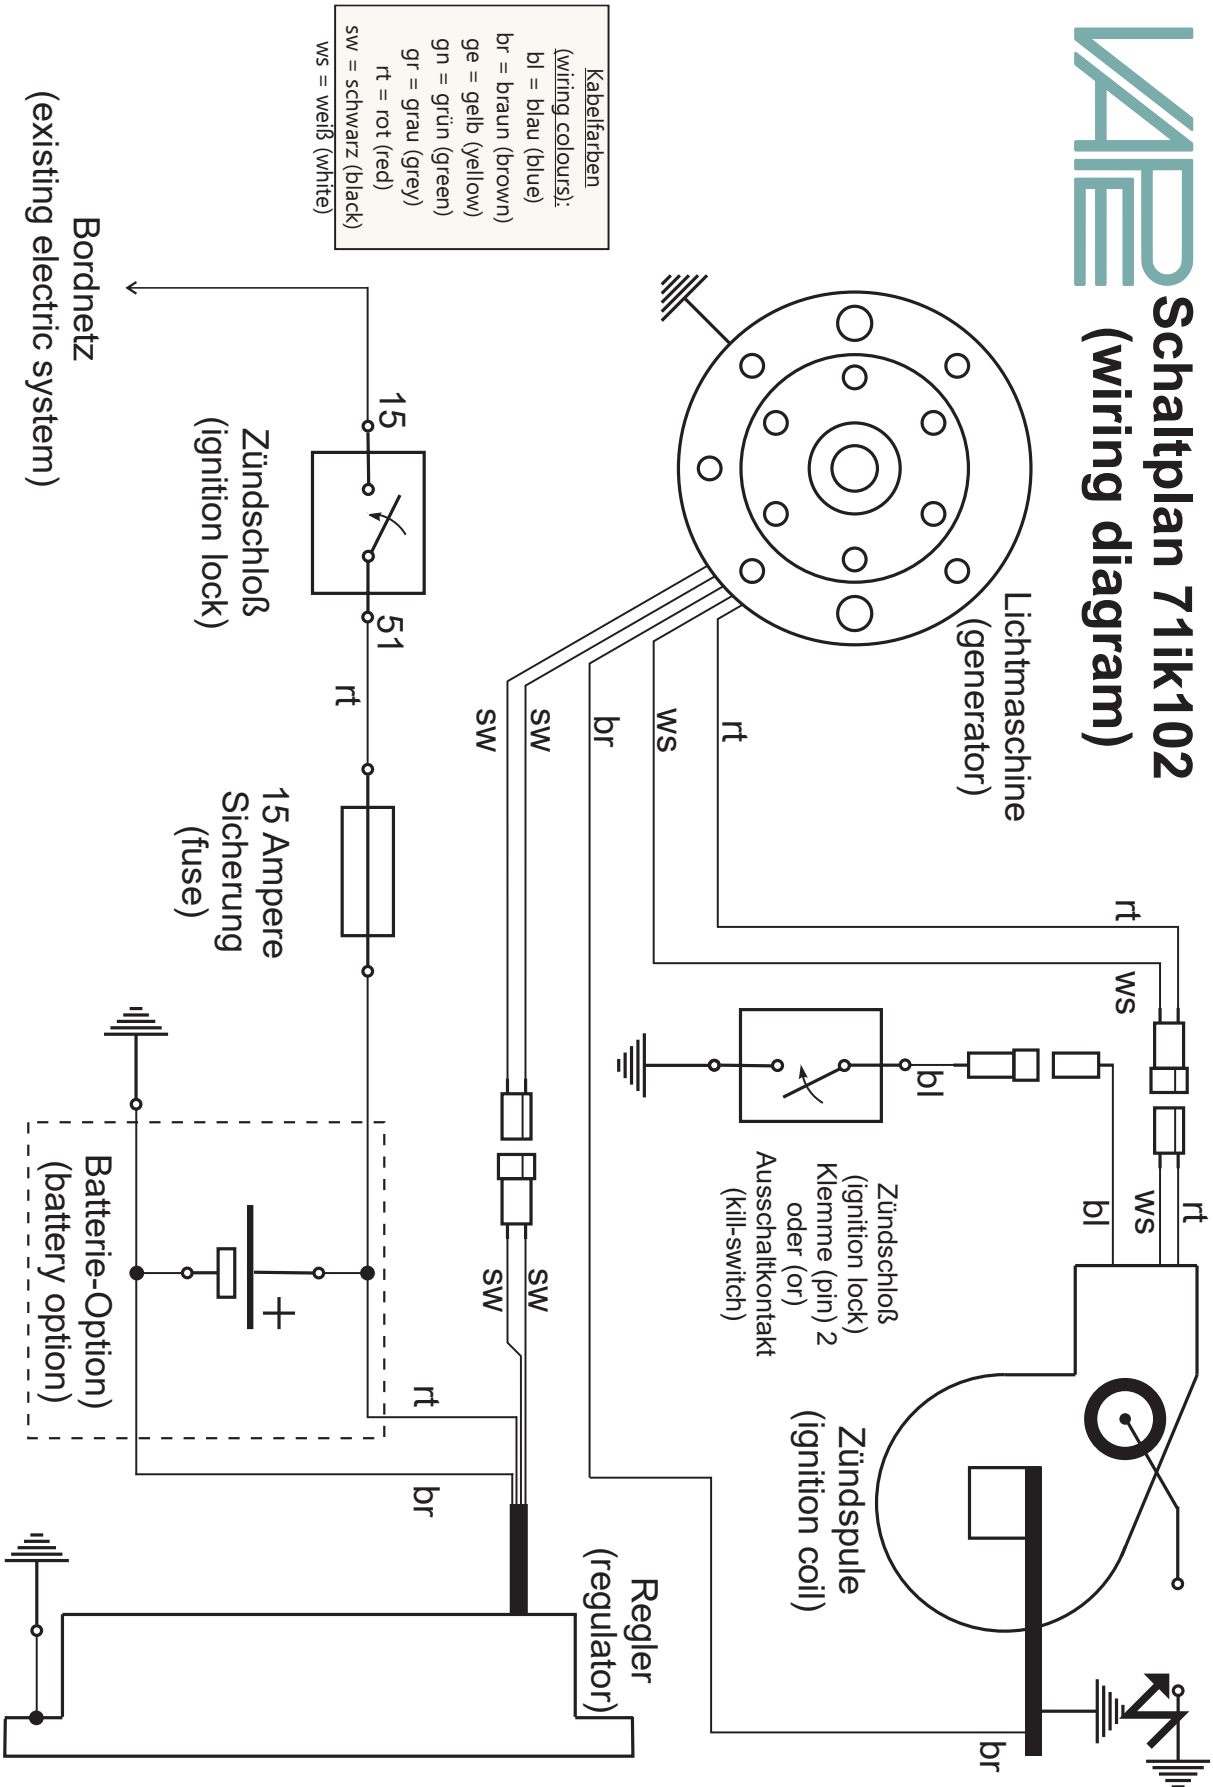 VAPE
Schaltplan 71ik102
(wiring diagram)
Kabelfarben
(wiring colours):
bl = blau (blue)
br = braun (brown)
ge = gelb (yellow)
gn = grün (green)
gr = grau (grey)
rt = rot (red)
sw = schwarz (black)
ws = weiß (white)
Lichtmaschine
(generator)
rt
ws
br
sw
sw
rt
ws
rt
ws
bl
bl
Zündschloß
(ignition lock)
Klemme (pin) 2
oder (or)
Ausschaltkontakt
(kill-switch)
Zündspule
(ignition coil)
br
sw
sw
Bordnetz
(existing electric system)
15
51
Zündschloß
(ignition lock)
rt
15 Ampere
Sicherung
(fuse)
+
Batterie-Option)
(battery option)
rt
br
Regler
(regulator)